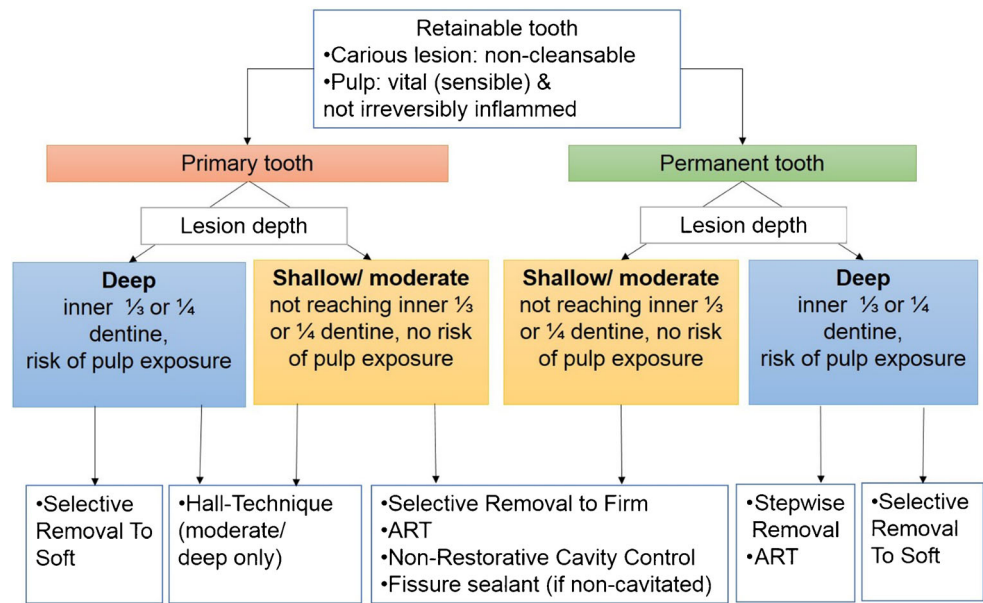 Retainable tooth
•Carious lesion: non-cleansable
•Pulp: vital (sensible) &
not irreversibly inflammed
Primary tooth
Permanent tooth
Lesion depth
Lesion depth
Deep
inner ⅓ or ¼
dentine,
risk of pulp exposure
Shallow/ moderate
not reaching inner ⅓
or ¼ dentine, no risk
of pulp exposure
Shallow/ moderate
not reaching inner ⅓
or ¼ dentine, no risk
of pulp exposure
Deep
inner ⅓ or ¼
dentine,
risk of pulp exposure
•Selective
Removal To
Soft
•Hall-Technique
(moderate/
deep only)
•Selective Removal to Firm
•ART
•Non-Restorative Cavity Control
•Fissure sealant (if non-cavitated)
•Stepwise
Removal
•ART
•Selective
Removal
To Soft